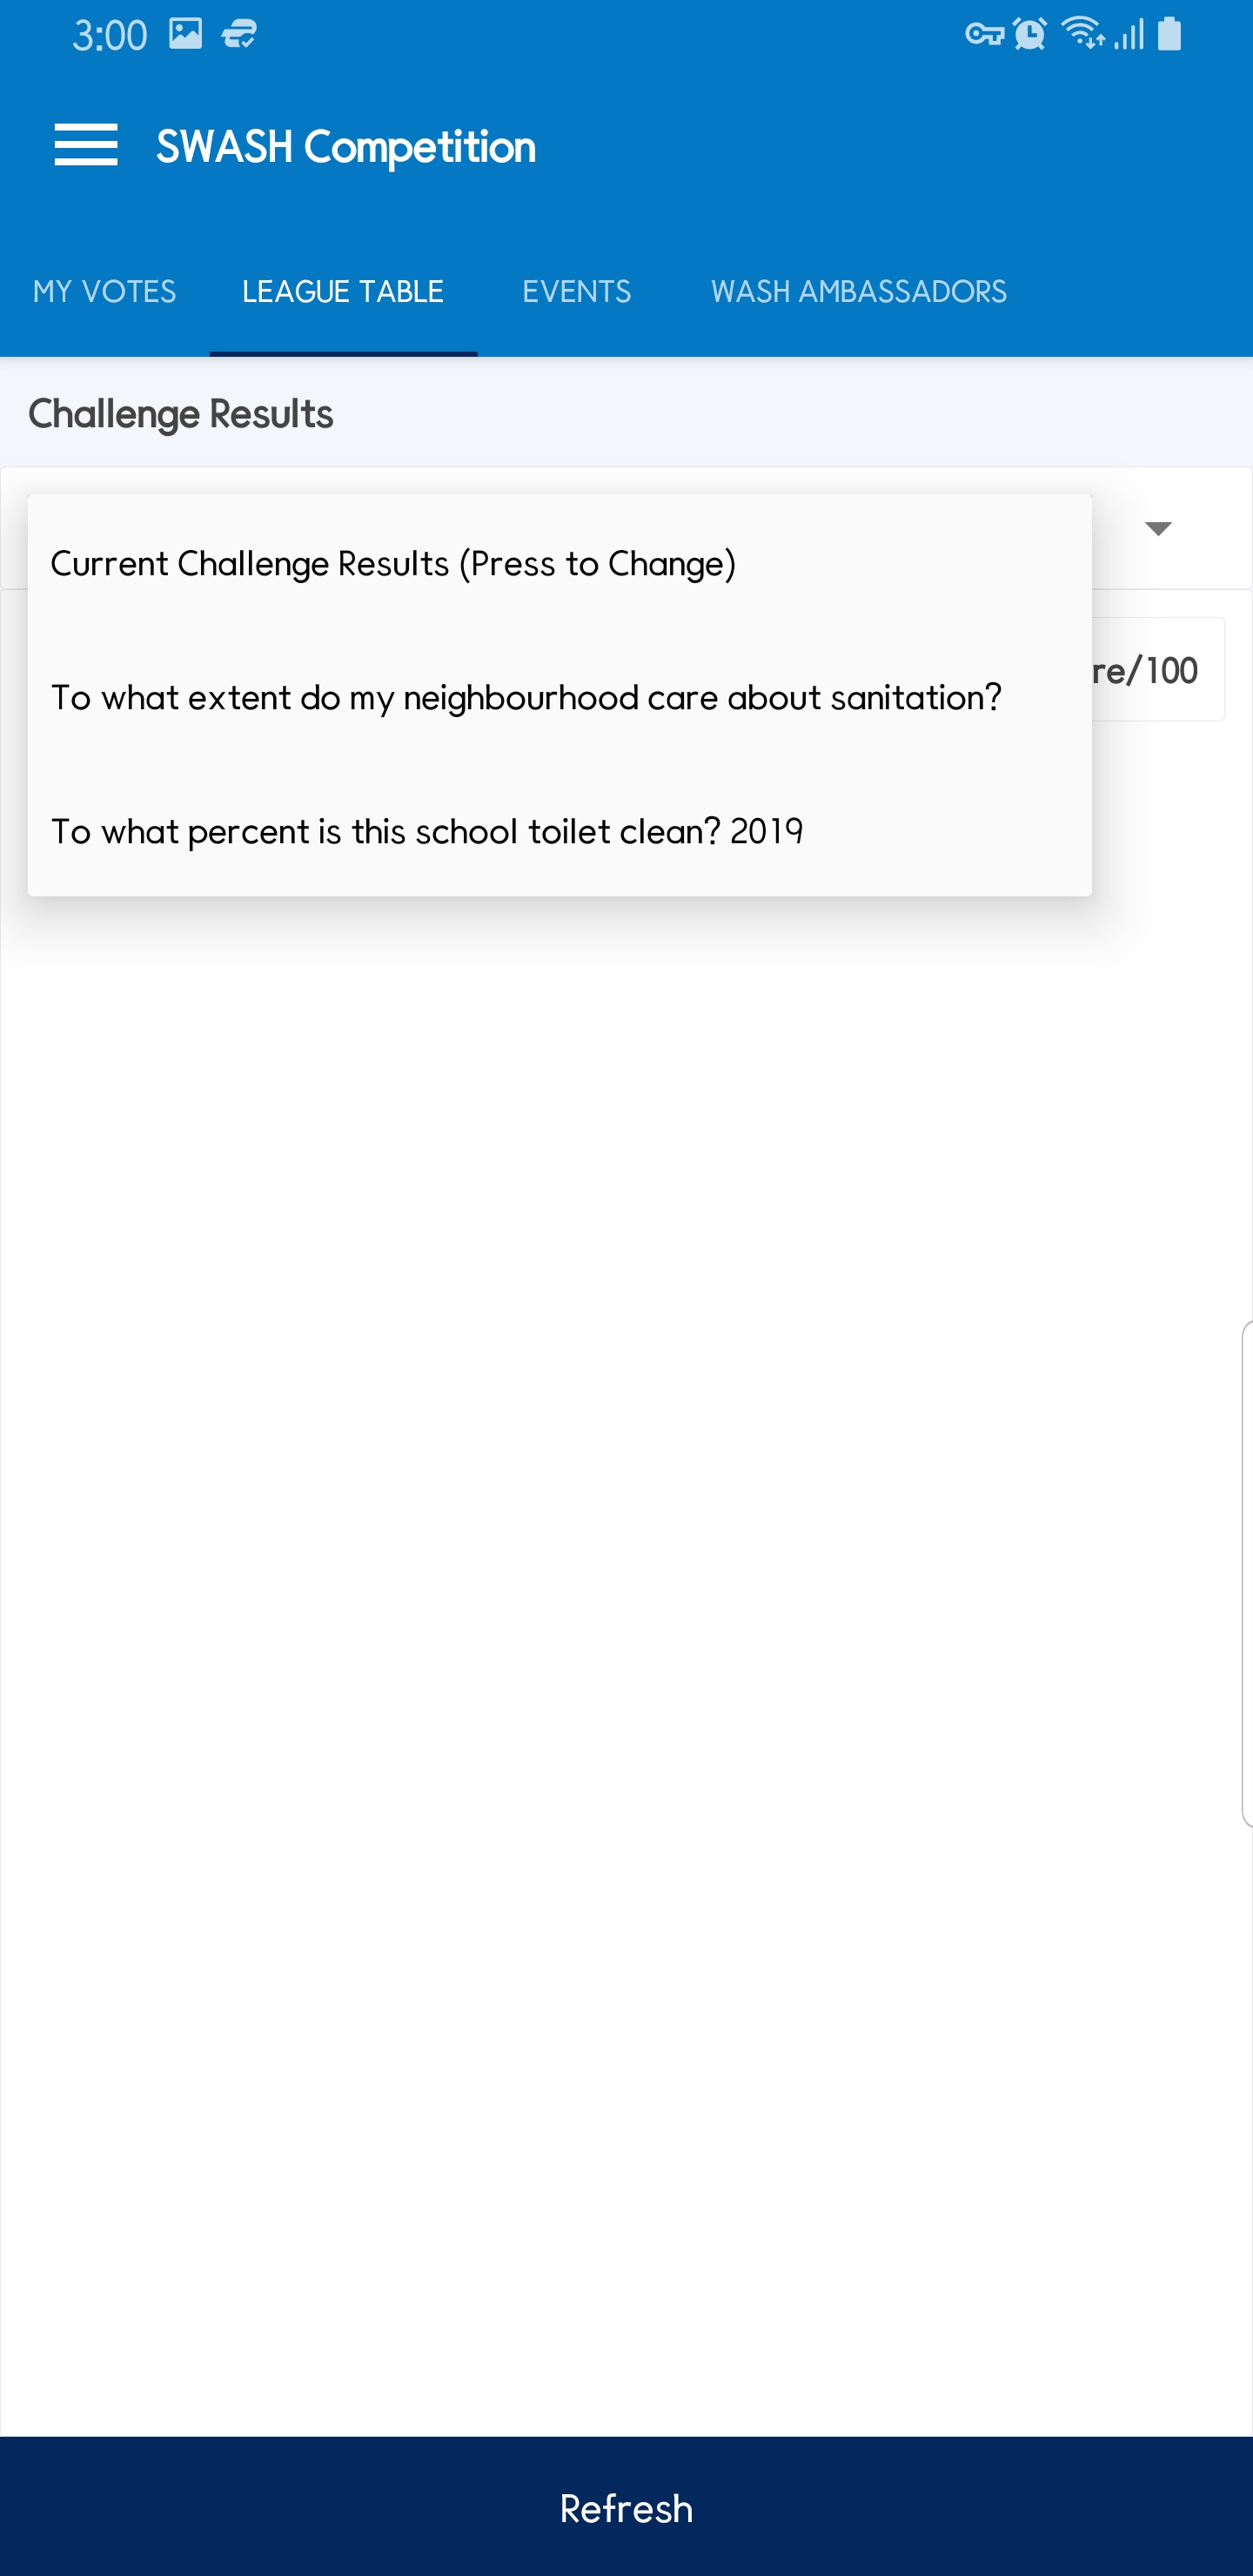 3:00
SWASH Competition
MY VOTES LEAGUE TABLE EVENTS WASH AMBASSADORS
Challenge Results
Current Challenge Results (Press to Change)
To what extent do my neighbourhood care about sanitation?
re/100
To what percent is this school toilet clean? 2019
Refresh